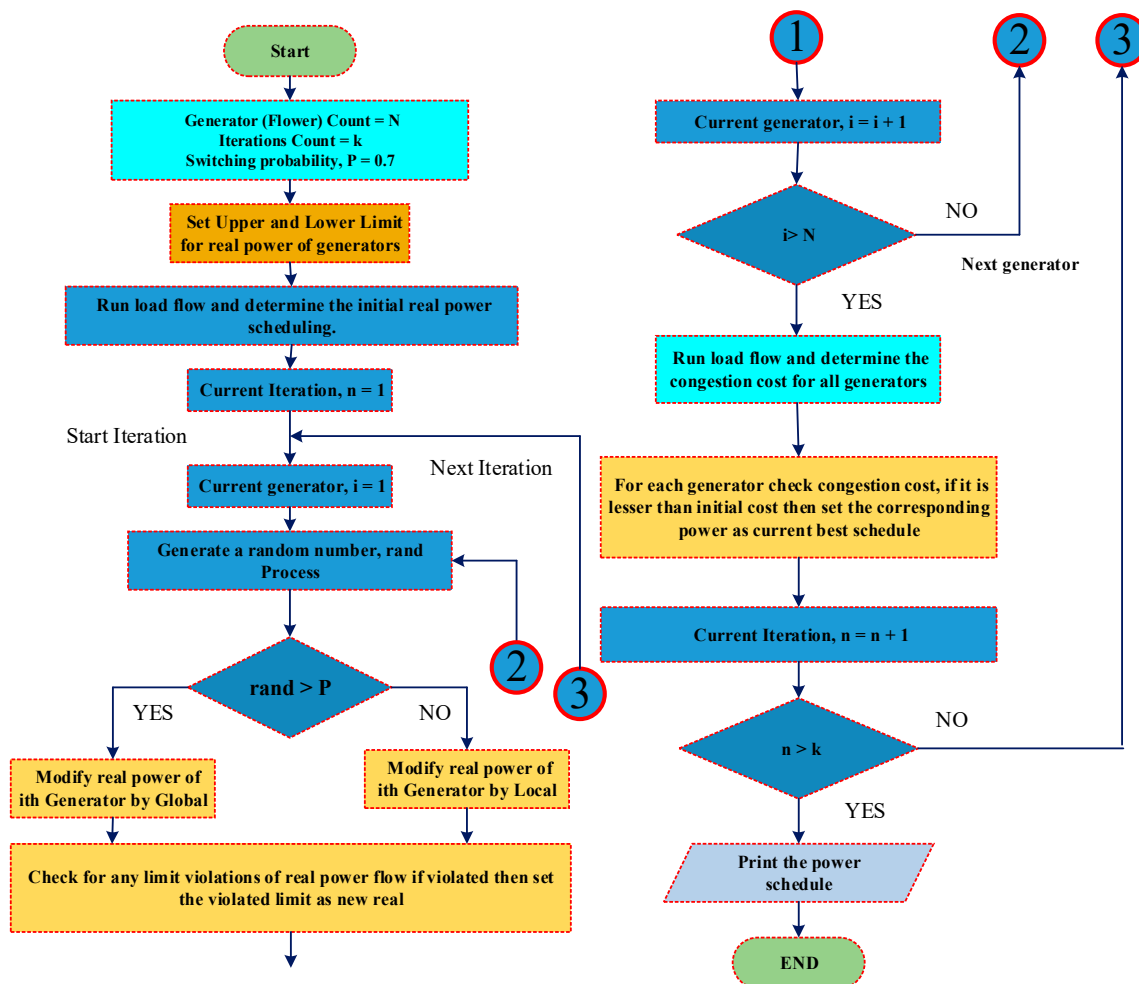 Start
Generator (Flower) Count = N
Iterations Count = k
Switching probability, P = 0.7
Set Upper and Lower Limit
for real power of generators
Run load flow and determine the initial real power
scheduling.
Current Iteration, n = 1
Start Iteration
Next Iteration
Current generator, i = 1
Generate a random number, rand
Process
2
3
rand > P
YES
NO
Modify real power of
ith Generator by Global
Modify real power of
ith Generator by Local
Check for any limit violations of real power flow if violated then set
the violated limit as new real
1
2
3
Current generator, i = i + 1
i> N
NO
Next generator
YES
Run load flow and determine the
congestion cost for all generators
For each generator check congestion cost, if it is
lesser than initial cost then set the corresponding
power as current best schedule
Current Iteration, n = n + 1
n > k
NO
YES
Print the power
schedule
END